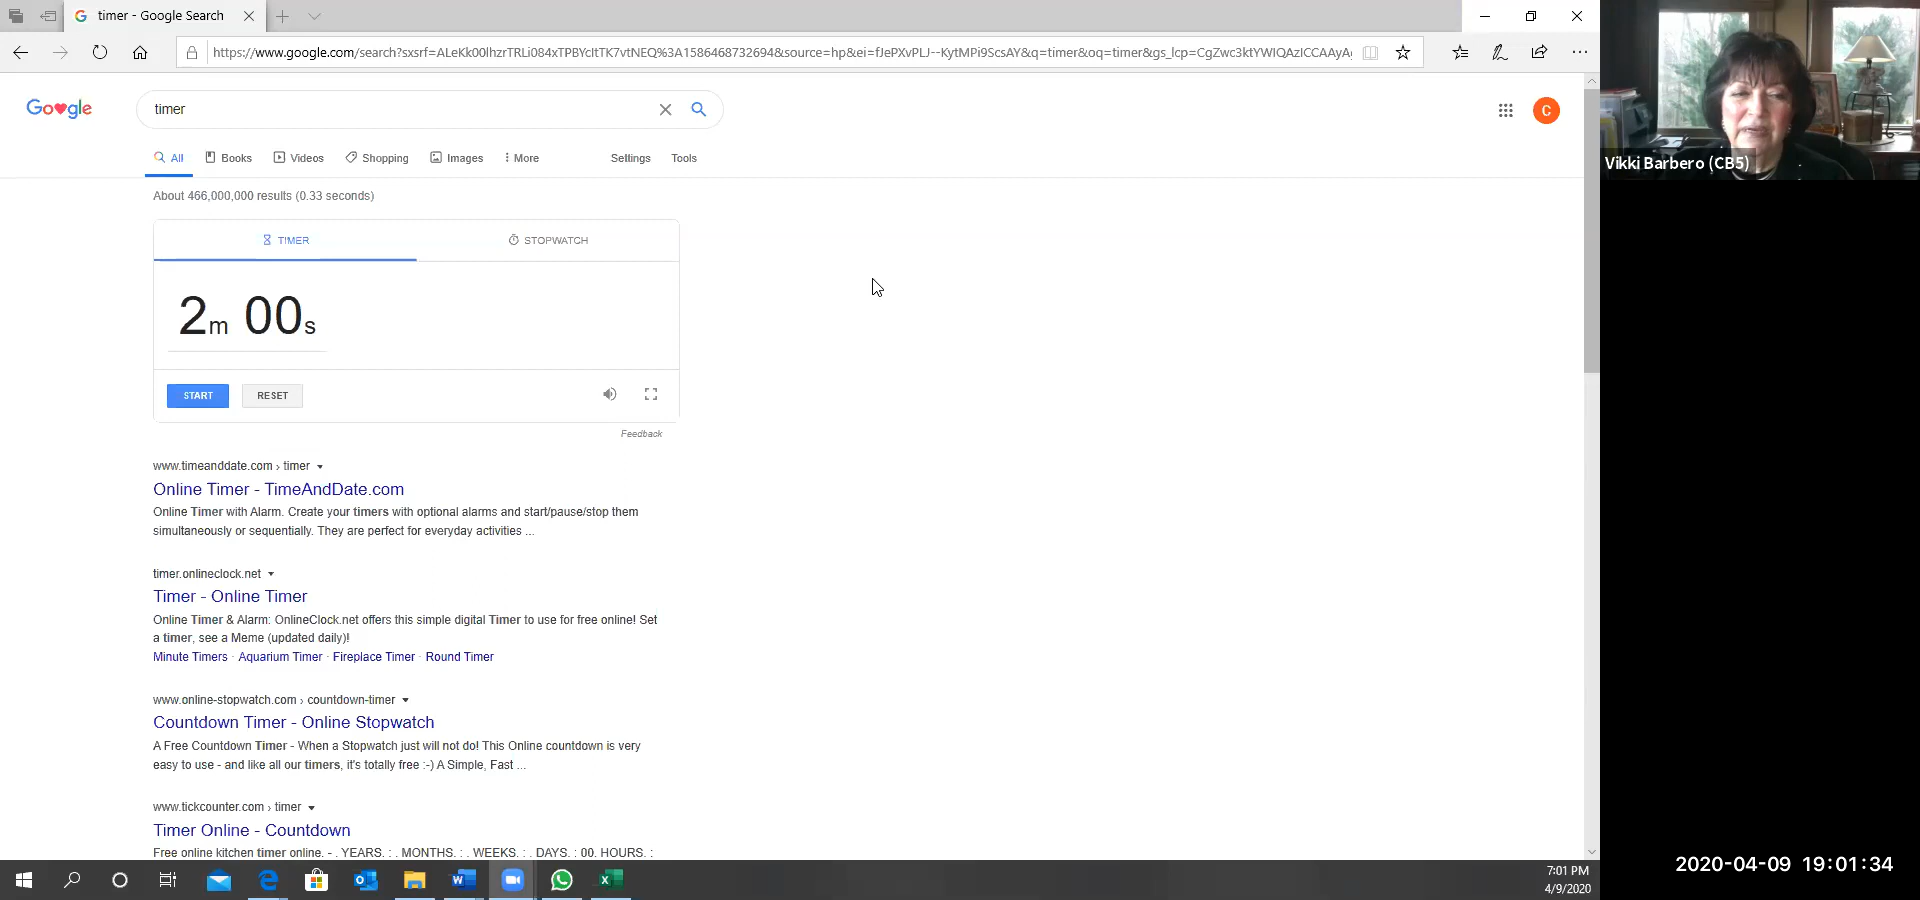 timer - Google Search
https://www.google.com/search?sxsrf=ALeKk00lhzrTRLi084xTPBYcItTK7vtNEQ%3A1586468732694&source=hp&ei=fJePXvPLJ--KytMPi9ScsAY&q=timer&oq=timer&gs_lcp=CgZwc3ktYWIQAzICCAAyA
Google
timer
C
All Books Videos Shopping Images More Settings Tools
Vikki Barbero (CB5)
About 466,000,000 results (0.33 seconds)
TIMER STOPWATCH
2m 00s
START RESET
Feedback
www.timeanddate.com › timer
Online Timer - TimeAndDate.com
Online Timer with Alarm. Create your timers with optional alarms and start/pause/stop them
simultaneously or sequentially. They are perfect for everyday activities ...
timer.onlineclock.net
Timer - Online Timer
Online Timer & Alarm: OnlineClock.net offers this simple digital Timer to use for free online! Set
a timer, see a Meme (updated daily)!
Minute Timers · Aquarium Timer · Fireplace Timer · Round Timer
www.online-stopwatch.com › countdown-timer
Countdown Timer - Online Stopwatch
A Free Countdown Timer - When a Stopwatch just will not do! This Online countdown is very
easy to use - and like all our timers, it's totally free :-) A Simple, Fast ...
www.tickcounter.com › timer
Timer Online - Countdown
Free online kitchen timer online. - . YEARS. : . MONTHS. : . WEEKS. : . DAYS. : 00. HOURS. :
7:01 PM
4/9/2020
2020-04-09 19:01:34